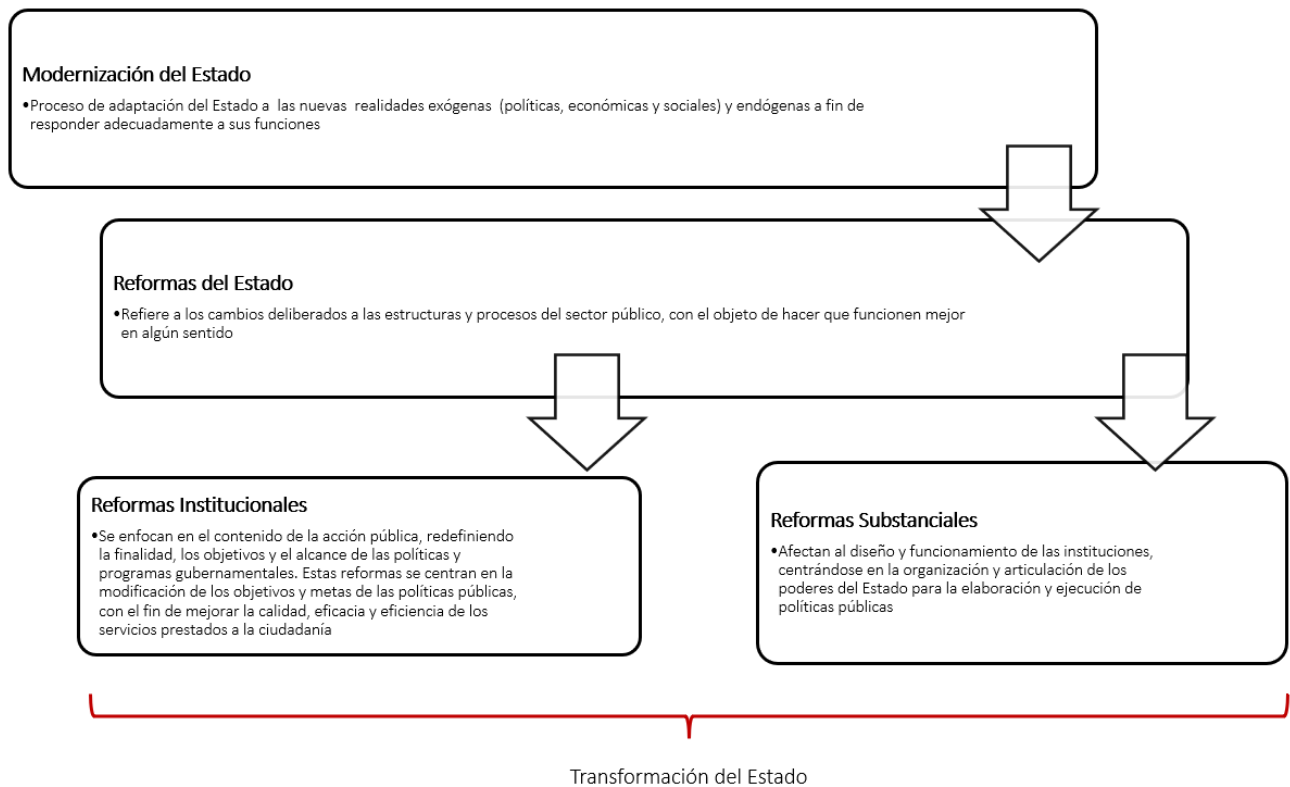 Modernización del Estado
•Proceso de adaptación del Estado a las nuevas realidades exógenas (políticas, económicas y sociales) y endógenas a fin de
responder adecuadamente a sus funciones
Reformas del Estado
•Refiere a los cambios deliberados a las estructuras y procesos del sector público, con el objeto de hacer que funcionen mejor
en algún sentido
Reformas Institucionales
•Se enfocan en el contenido de la acción pública, redefiniendo
la finalidad, los objetivos y el alcance de las políticas y
programas gubernamentales. Estas reformas se centran en la
modificación de los objetivos y metas de las políticas públicas,
con el fin de mejorar la calidad, eficacia y eficiencia de los
servicios prestados a la ciudadanía
Reformas Substanciales
•Afectan al diseño y funcionamiento de las instituciones,
centrándose en la organización y articulación de los
poderes del Estado para la elaboración y ejecución de
políticas públicas
Transformación del Estado